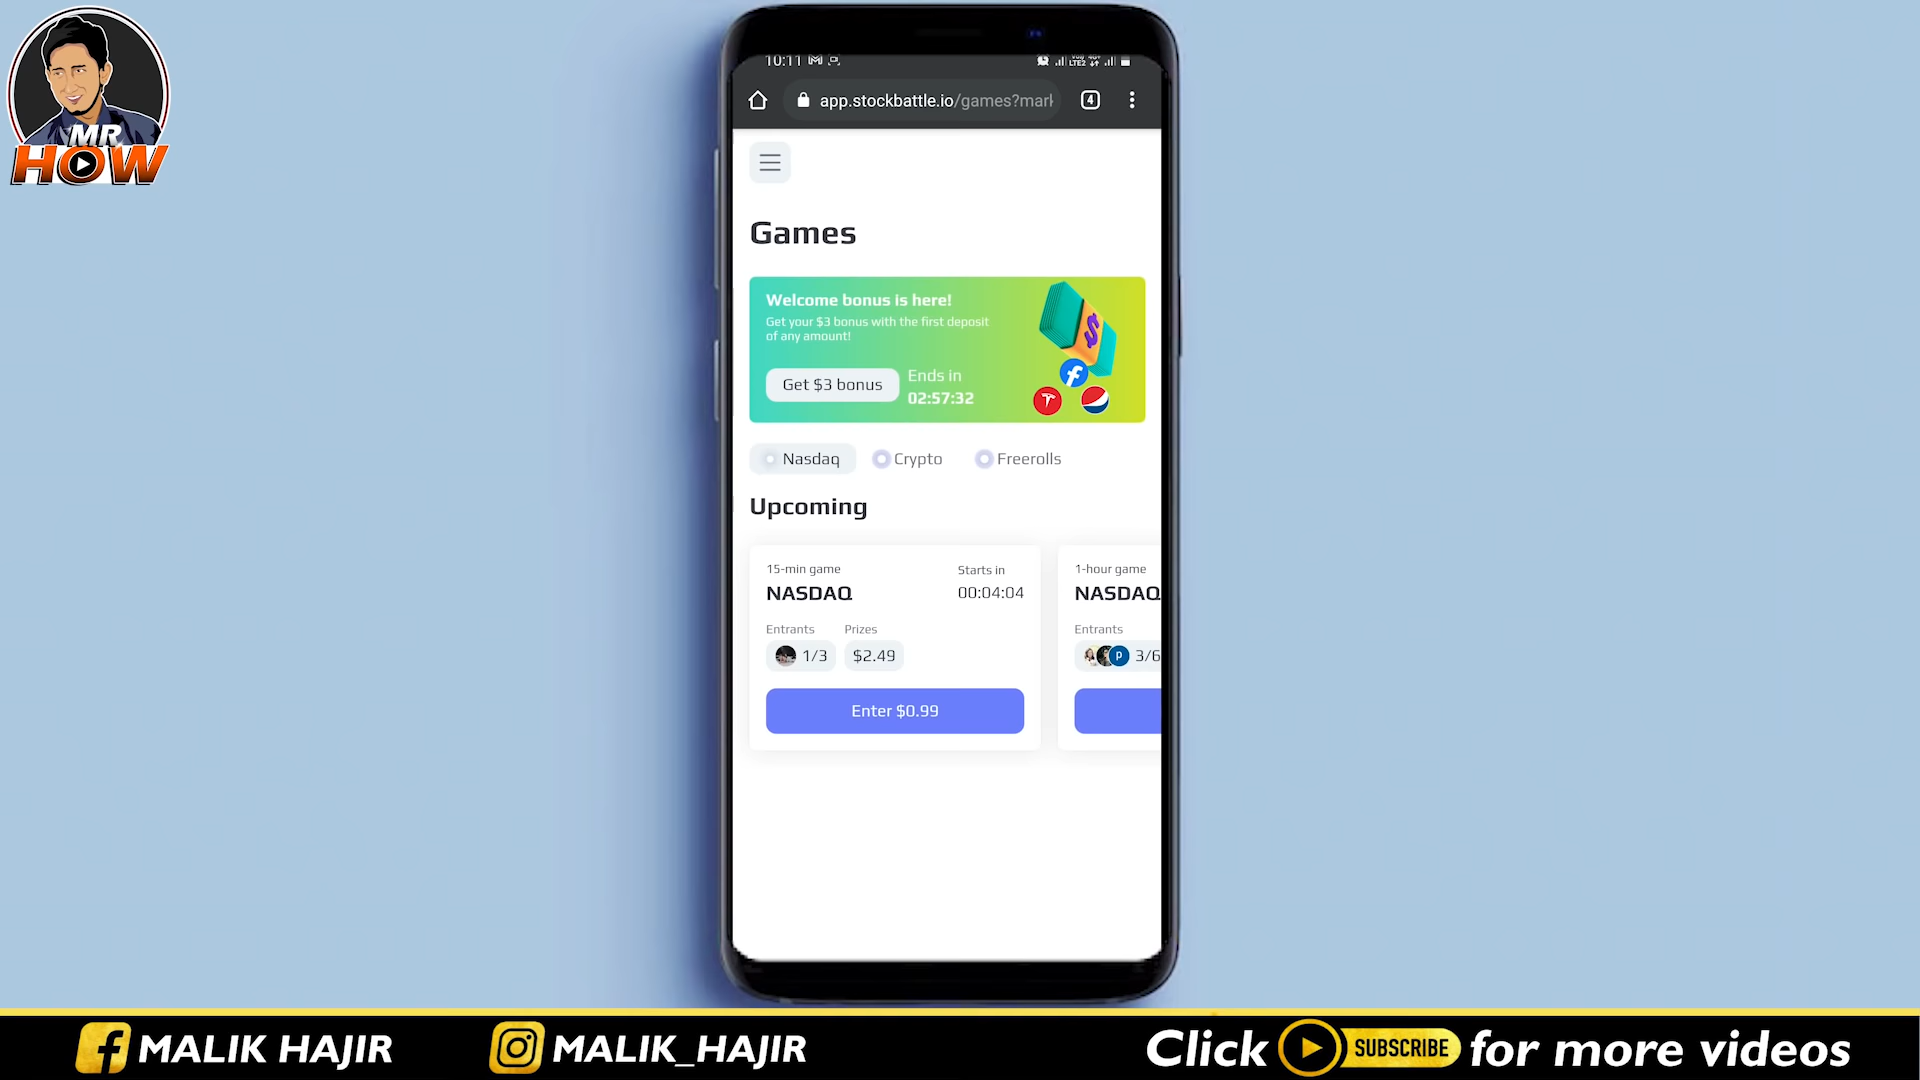 MR
HOW
10:11
LTE2
app.stockbattle.io/games?mark
4
Games
Welcome bonus is here!
Get your $3 bonus with the first deposit
of any amount!
Get $3 bonus
Ends in
02:57:32
Nasdaq
Crypto
Freerolls
Upcoming
15-min game
Starts in
NASDAQ
00:04:04
Entrants
Prizes
1/3
$2.49
Enter $0.99
1-hour game
NASDAQ
Entrants
P
3/6
MALIK HAJIR
MALIK_HAJIR
Click SUBSCRIBE for more videos